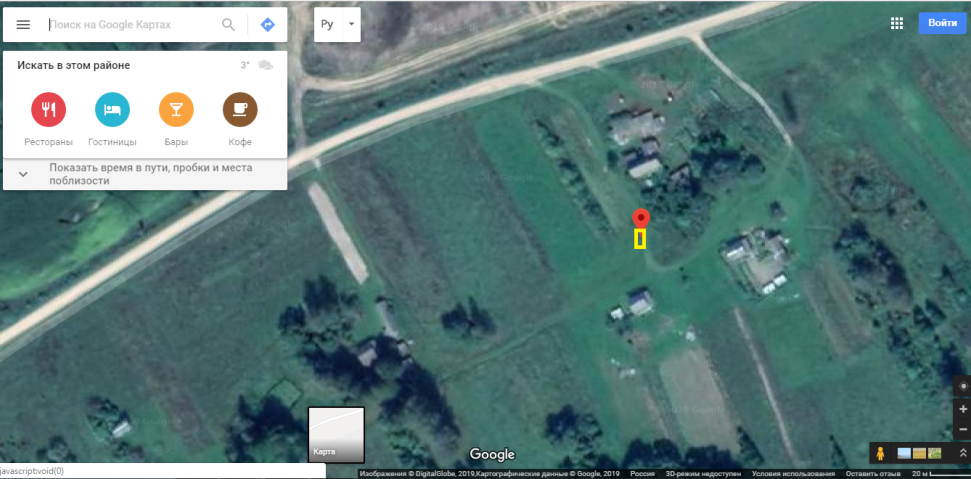 Поиск на Google Картах
Ру
Войти
Искать в этом районе
3°
Рестораны
Гостиницы
Бары
Кофе
Показать время в пути, пробки и места
поблизости
Карта
Google
javascript:void(0)
Изображения © DigitalGlobe, 2019,Картографические данные © Google, 2019 Россия 3D-режим недоступен Условия использования Оставить отзыв 20 м